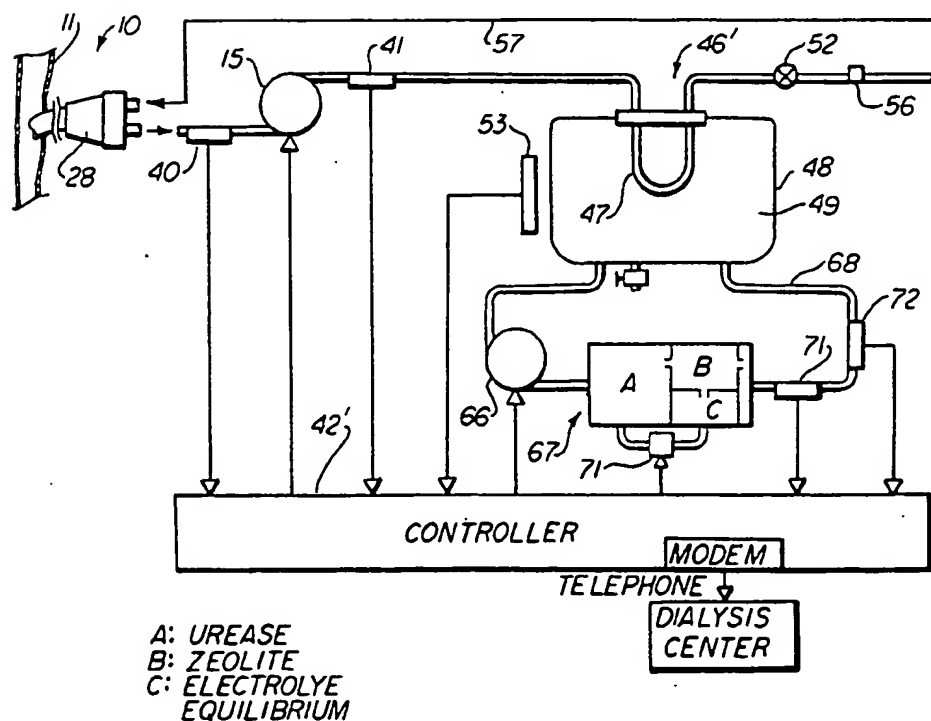 11
10
57
15
41
46'
52
56
53
40
28
47
48
49
68
72
71
A
B
C
66
67
71
42'
CONTROLLER
MODEM
TELEPHONE
DIALYSIS
CENTER
A: UREASE
B: ZEOLITE
C: ELECTROLYE
EQUILIBRIUM